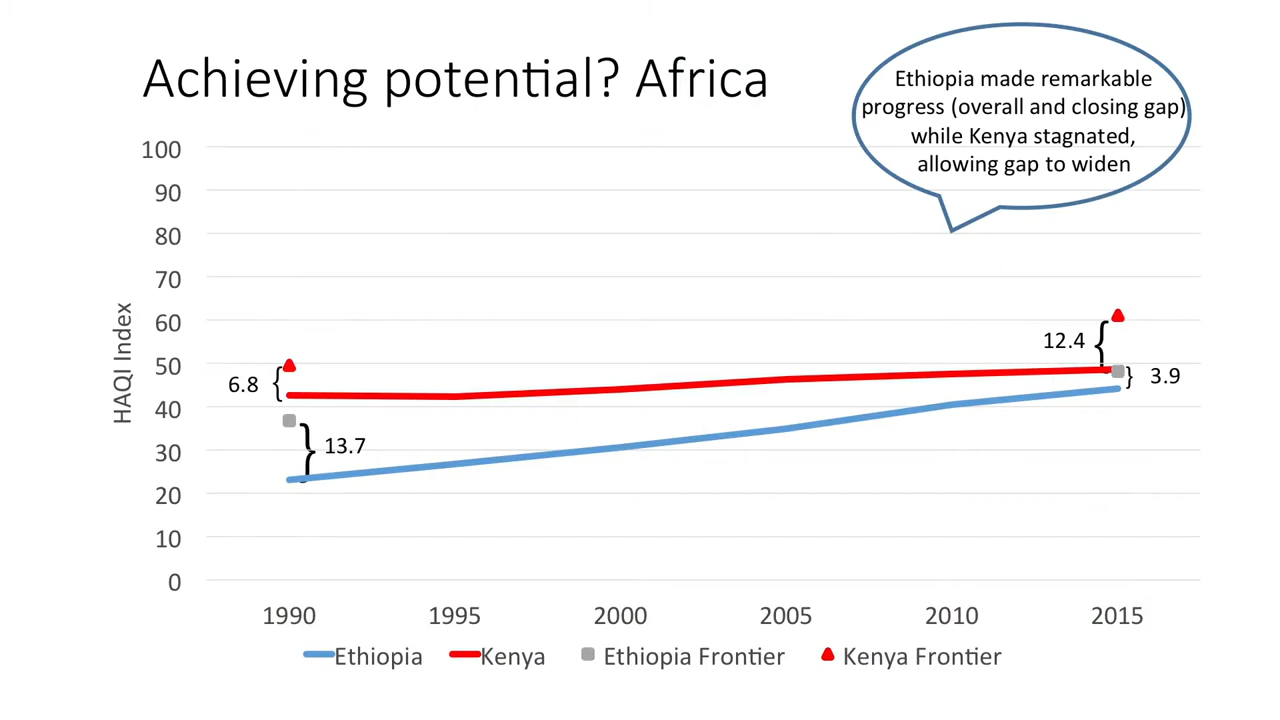 Achieving potential? Africa
Ethiopia made remarkable
progress (overall and closing gap)
while Kenya stagnated,
allowing gap to widen
HAQI Index
100
90
80
70
60
50
40
30
20
10
0
6.8
13.7
12.4
3.9
1990 1995 2000 2005 2010 2015
Ethiopia Kenya Ethiopia Frontier Kenya Frontier